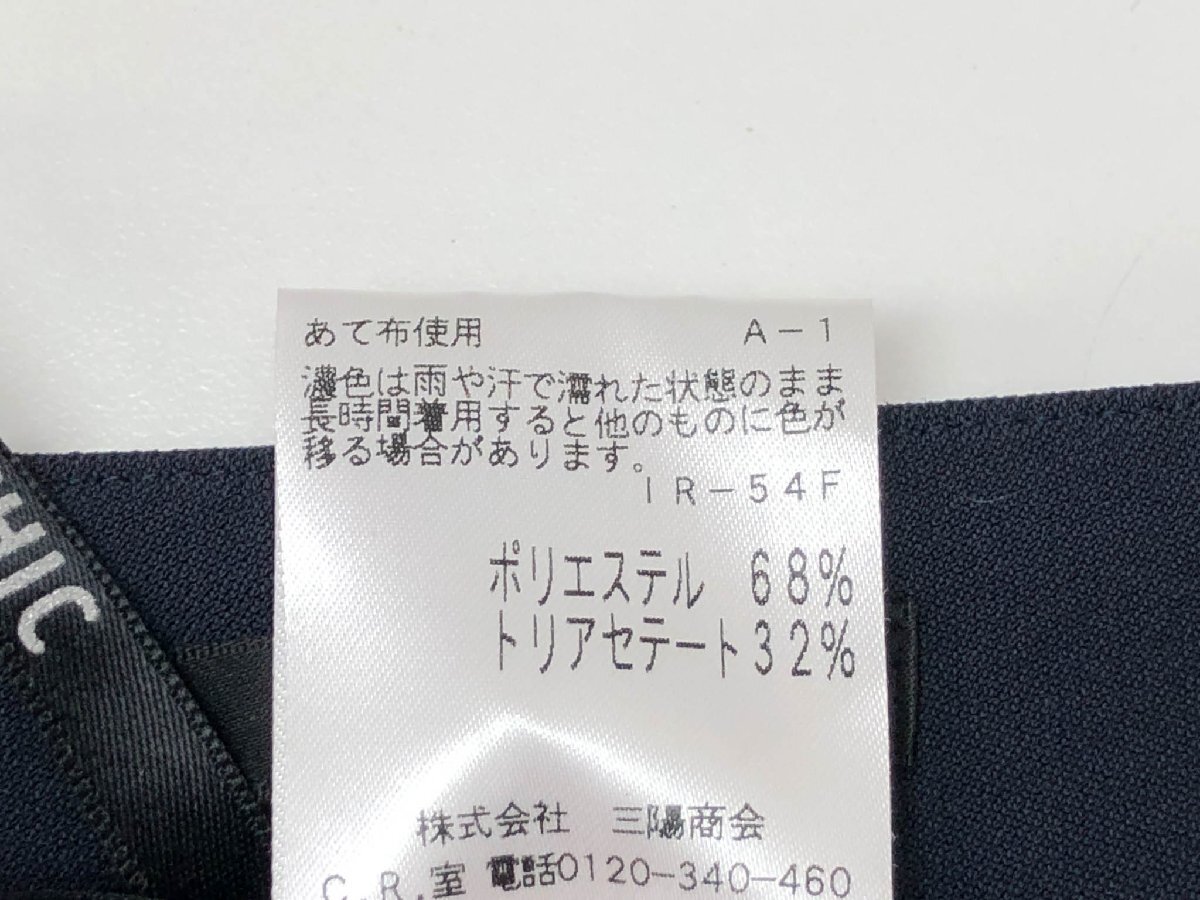 あて布使用 A-1
濃色は雨や汗で濡れた状態のまま
長時間着用すると他のものに色が
移る場合があります。
IR-54F
ポリエステル 68%
トリアセテート32%
株式会社 三陽商会
C.R.室 電話0120-340-460
HIC